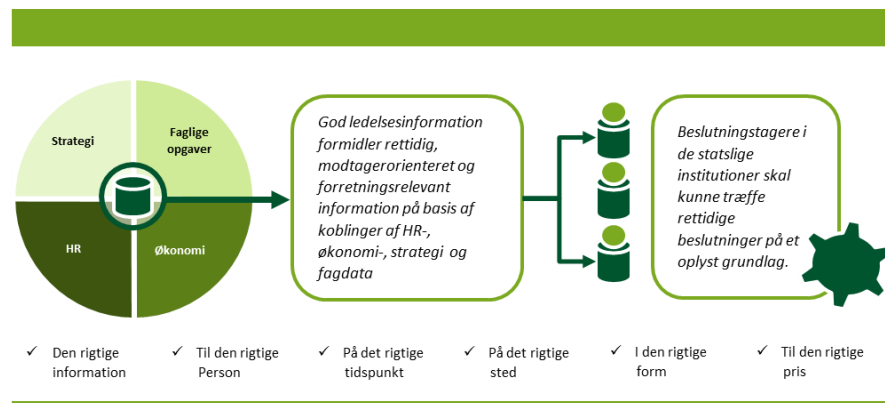 Strategi
Faglige
opgaver
HR
Økonomi
God ledelsesinformation
formidler rettidig,
modtagerorienteret og
forretningsrelevant
information på basis af
koblinger af HR-,
økonomi-, strategi og
fagdata
Beslutningstagere i
de statslige
institutioner skal
kunne træffe
rettidige
beslutninger på et
oplyst grundlag.
✓ Den rigtige
information
✓ Til den rigtige
Person
✓ På det rigtige
tidspunkt
✓ På det rigtige
sted
✓ I den rigtige
form
✓ Til den rigtige
pris